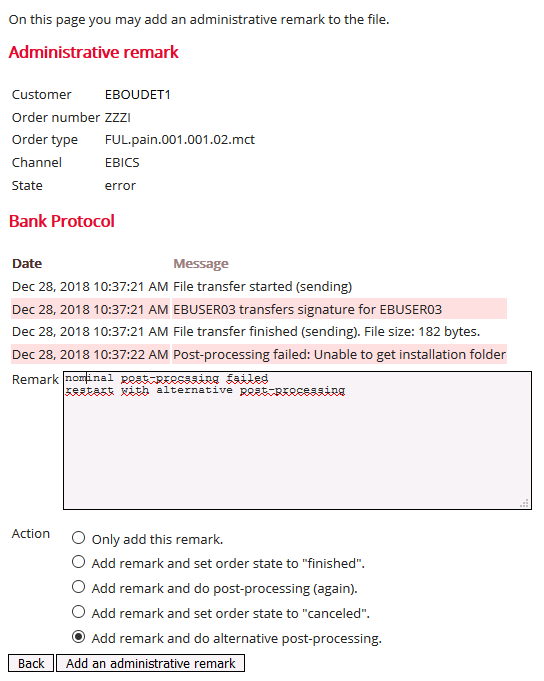 On this page you may add an administrative remark to the file.
Administrative remark
Customer EBOUDET1
Order number ZZZI
Order type FUL.pain.001.001.02.mct
Channel EBICS
State error
Bank Protocol
Date Message
Dec 28, 2018 10:37:21 AM File transfer started (sending)
Dec 28, 2018 10:37:21 AM EBUSER03 transfers signature for EBUSER03
Dec 28, 2018 10:37:21 AM File transfer finished (sending). File size: 182 bytes.
Dec 28, 2018 10:37:22 AM Post-processing failed: Unable to get installation folder
Remark nominal post-procssing failed
restart with alternative post-processing
Action
Only add this remark.
Add remark and set order state to "finished".
Add remark and do post-processing (again).
Add remark and set order state to "canceled".
Add remark and do alternative post-processing.
Back Add an administrative remark